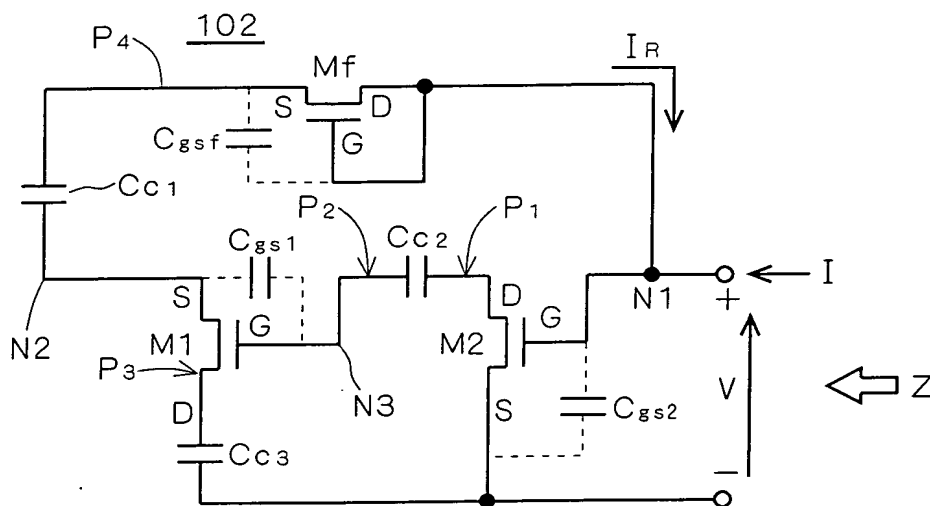 102
P4
Mf
IR
S
D
Cgsf
G
Cc1
P2
P1
Cgs1
Cc2
S
D
N1
I
+
N2
M1
G
M2
G
P3
N3
V
Z
D
S
Cgs2
Cc3
−